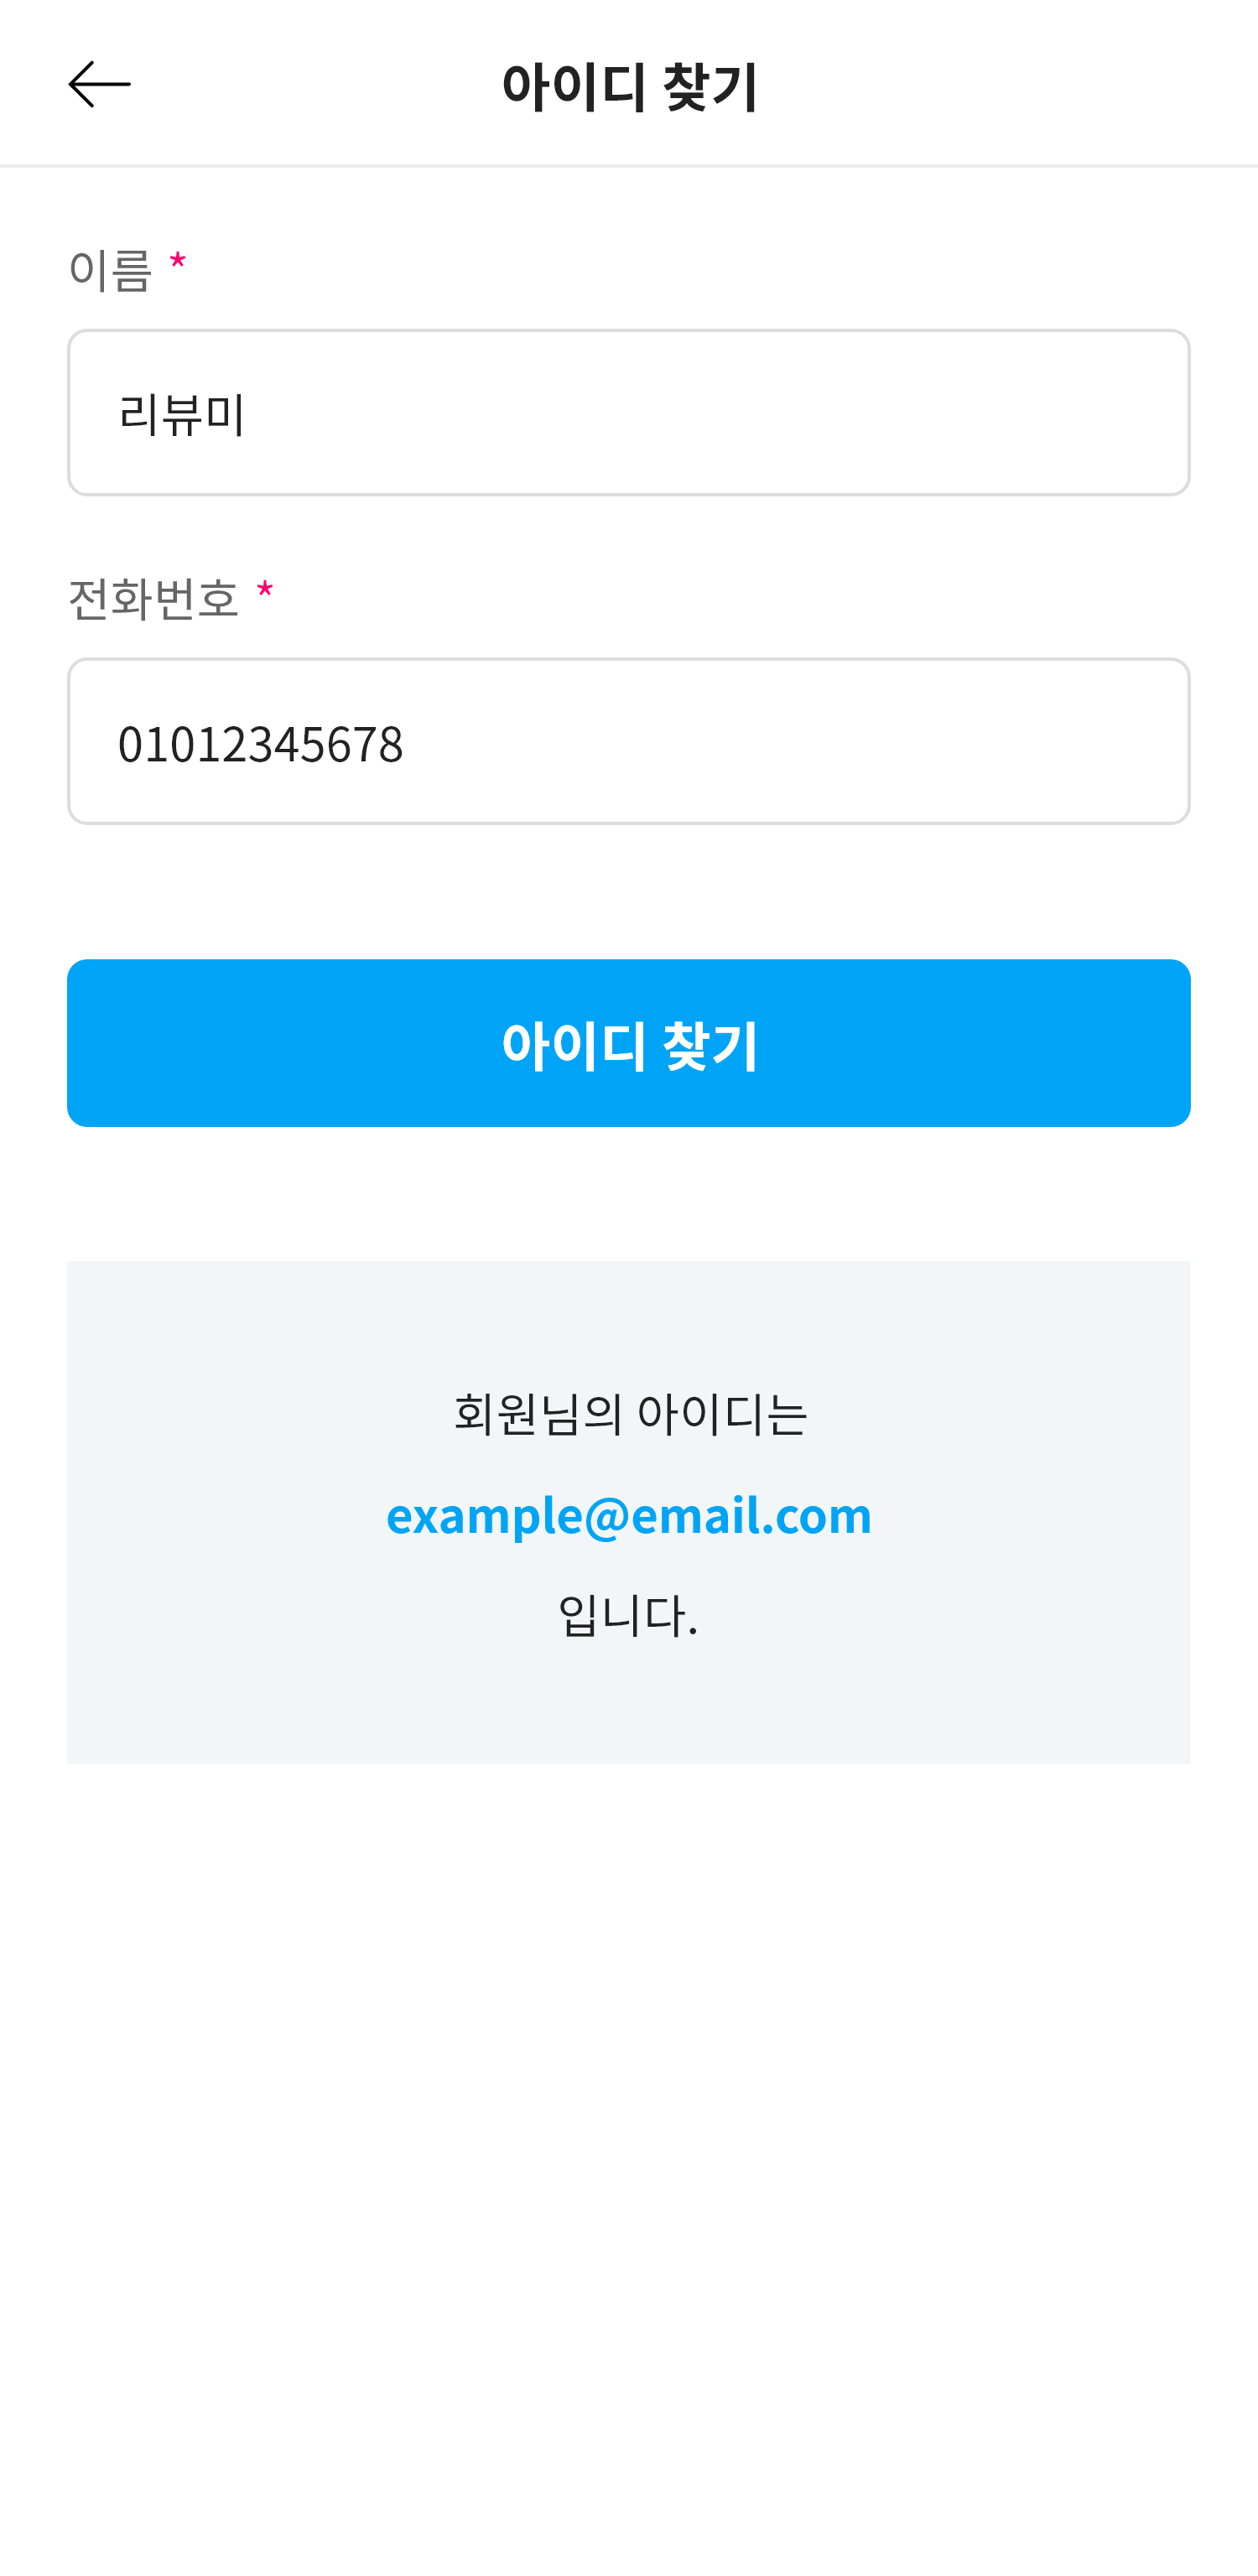 아이디 찾기
이름 *
리뷰미
전화번호 *
01012345678
아이디 찾기
회원님의 아이디는
example@email.com
입니다.